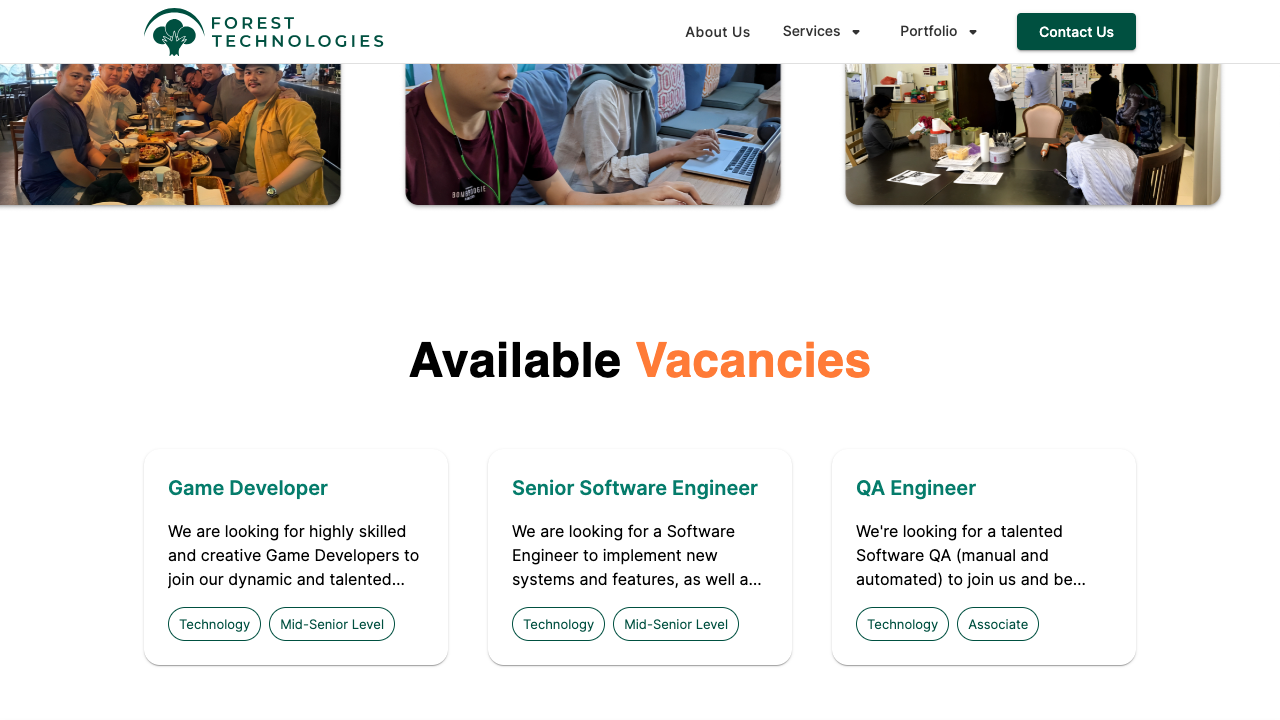 FOREST
TECHNOLOGIES
About Us
Services
Portfolio
Contact Us
BOMBBOOGIE
Available Vacancies
Game Developer
We are looking for highly skilled
and creative Game Developers to
join our dynamic and talented...
Technology
Mid-Senior Level
Senior Software Engineer
We are looking for a Software
Engineer to implement new
systems and features, as well a...
Technology
Mid-Senior Level
QA Engineer
We're looking for a talented
Software QA (manual and
automated) to join us and be...
Technology
Associate